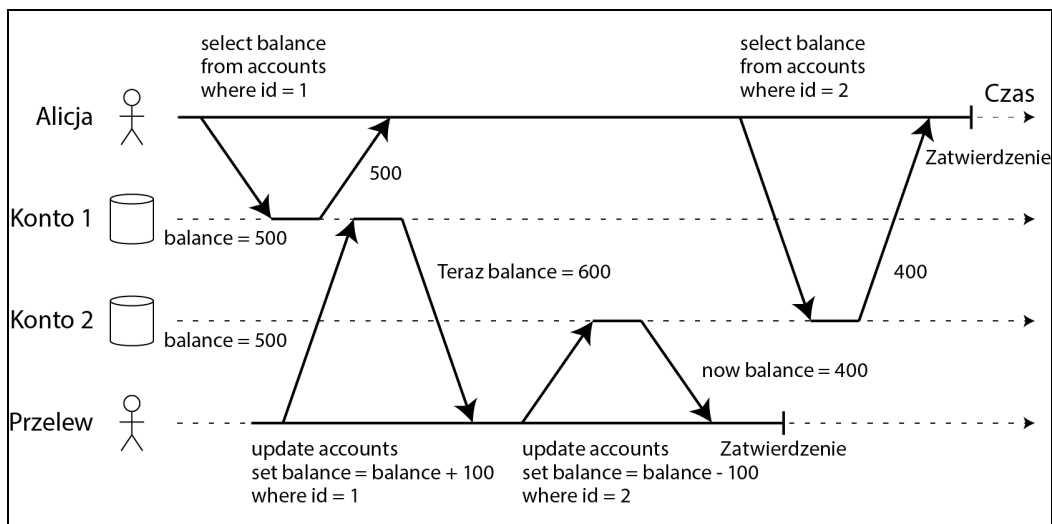 select balance
from accounts
where id = 1
select balance
from accounts
where id = 2
Czas
Alicja
Zatwierdzenie
500
Konto 1
balance = 500
Teraz balance = 600
400
Konto 2
balance = 500
now balance = 400
Przelew
update accounts
set balance = balance + 100
where id = 1
update accounts
set balance = balance - 100
where id = 2
Zatwierdzenie